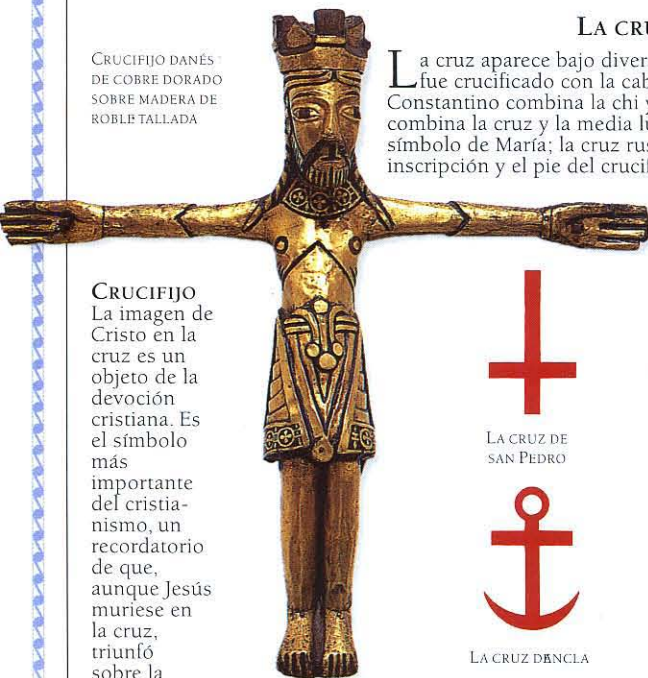 CRUCIFIJO DANÉS
DE COBRE DORADO
SOBRE MADERA DE
ROBLE TALLADA
LA CRU
La cruz aparece bajo diver
fue crucificado con la cab
Constantino combina la chi y
combina la cruz y la media lu
símbolo de María; la cruz rus
inscripción y el pie del crucif
CRUCIFIJO
La imagen de
Cristo en la
cruz es un
objeto de la
devoción
cristiana. Es
el símbolo
más
importante
del cristia-
nismo, un
recordatorio
de que,
aunque Jesús
muriese en
la cruz,
triunfó
sobre la
LA CRUZ DE
SAN PEDRO
LA CRUZ DENCLA